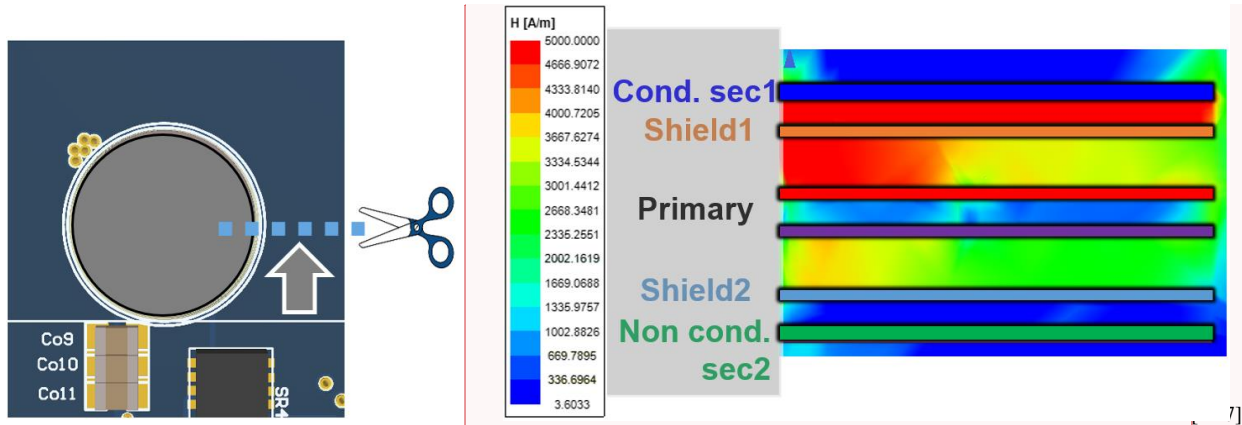 Co9
Co10
Co11
SR4
H [A/m]
5000.0000
4666.9072
4333.8140
4000.7205
3667.6274
3334.5344
3001.4412
2668.3481
2335.2551
2002.1619
1669.0688
1335.9757
1002.8826
669.7895
336.6964
3.6033
Cond. sec1
Shield1
Primary
Shield2
Non cond.
sec2
7]